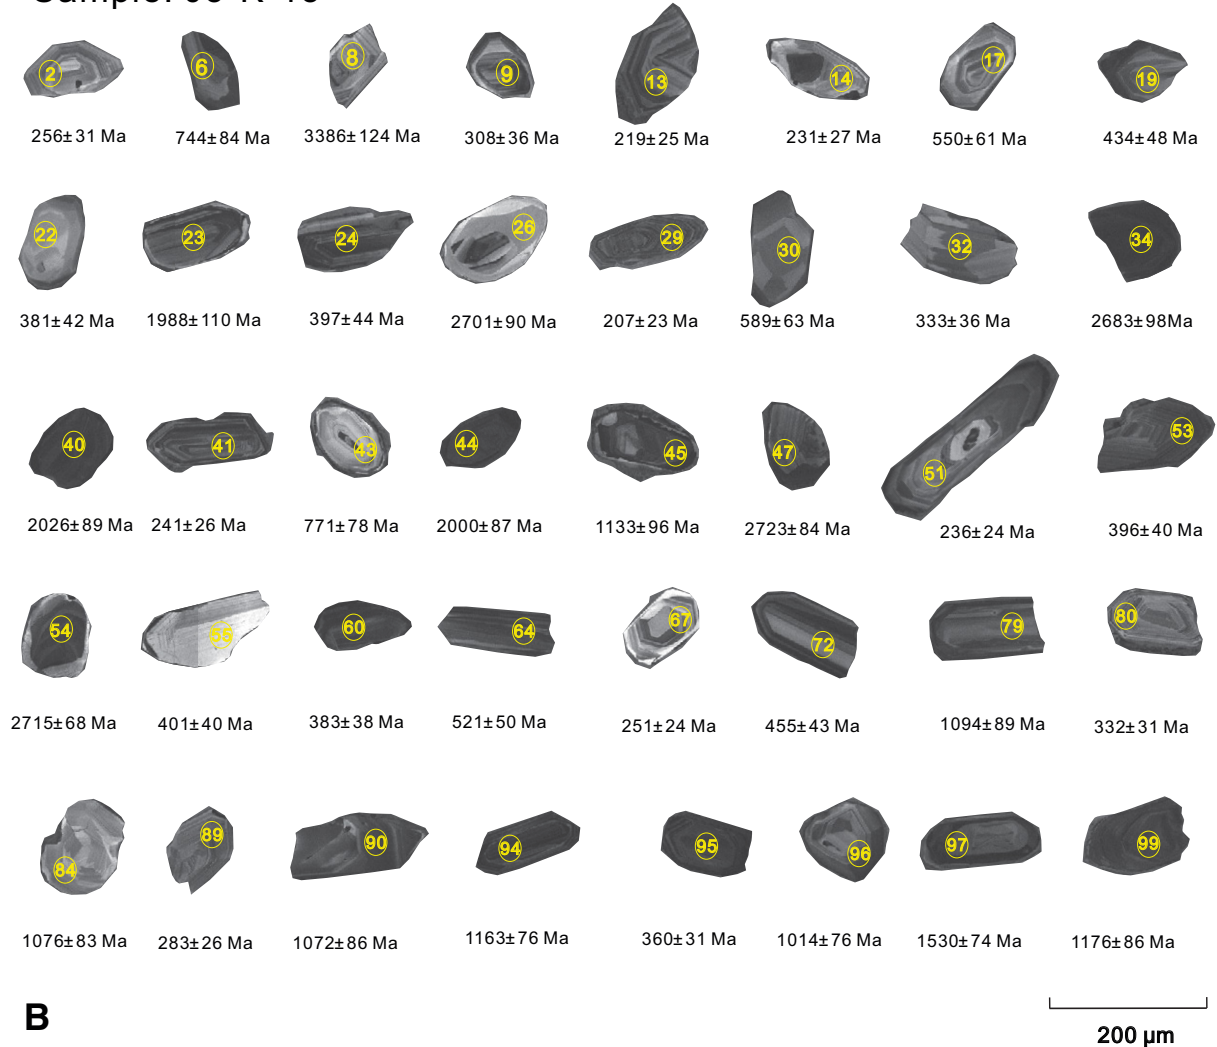 2 6 8 9 13 14 17 19
256±31 Ma 744±84 Ma 3386±124 Ma 308±36 Ma 219±25 Ma 231±27 Ma 550±61 Ma 434±48 Ma
22 23 24 26 29 30 32 34
381±42 Ma 1988±110 Ma 397±44 Ma 2701±90 Ma 207±23 Ma 589±63 Ma 333±36 Ma 2683±98Ma
40 41 43 44 45 47 51 53
2026±89 Ma 241±26 Ma 771±78 Ma 2000±87 Ma 1133±96 Ma 2723±84 Ma 236±24 Ma 396±40 Ma
54 55 60 64 67 72 79 80
2715±68 Ma 401±40 Ma 383±38 Ma 521±50 Ma 251±24 Ma 455±43 Ma 1094±89 Ma 332±31 Ma
84 89 90 94 95 96 97 99
1076±83 Ma 283±26 Ma 1072±86 Ma 1163±76 Ma 360±31 Ma 1014±76 Ma 1530±74 Ma 1176±86 Ma
B
200 µm